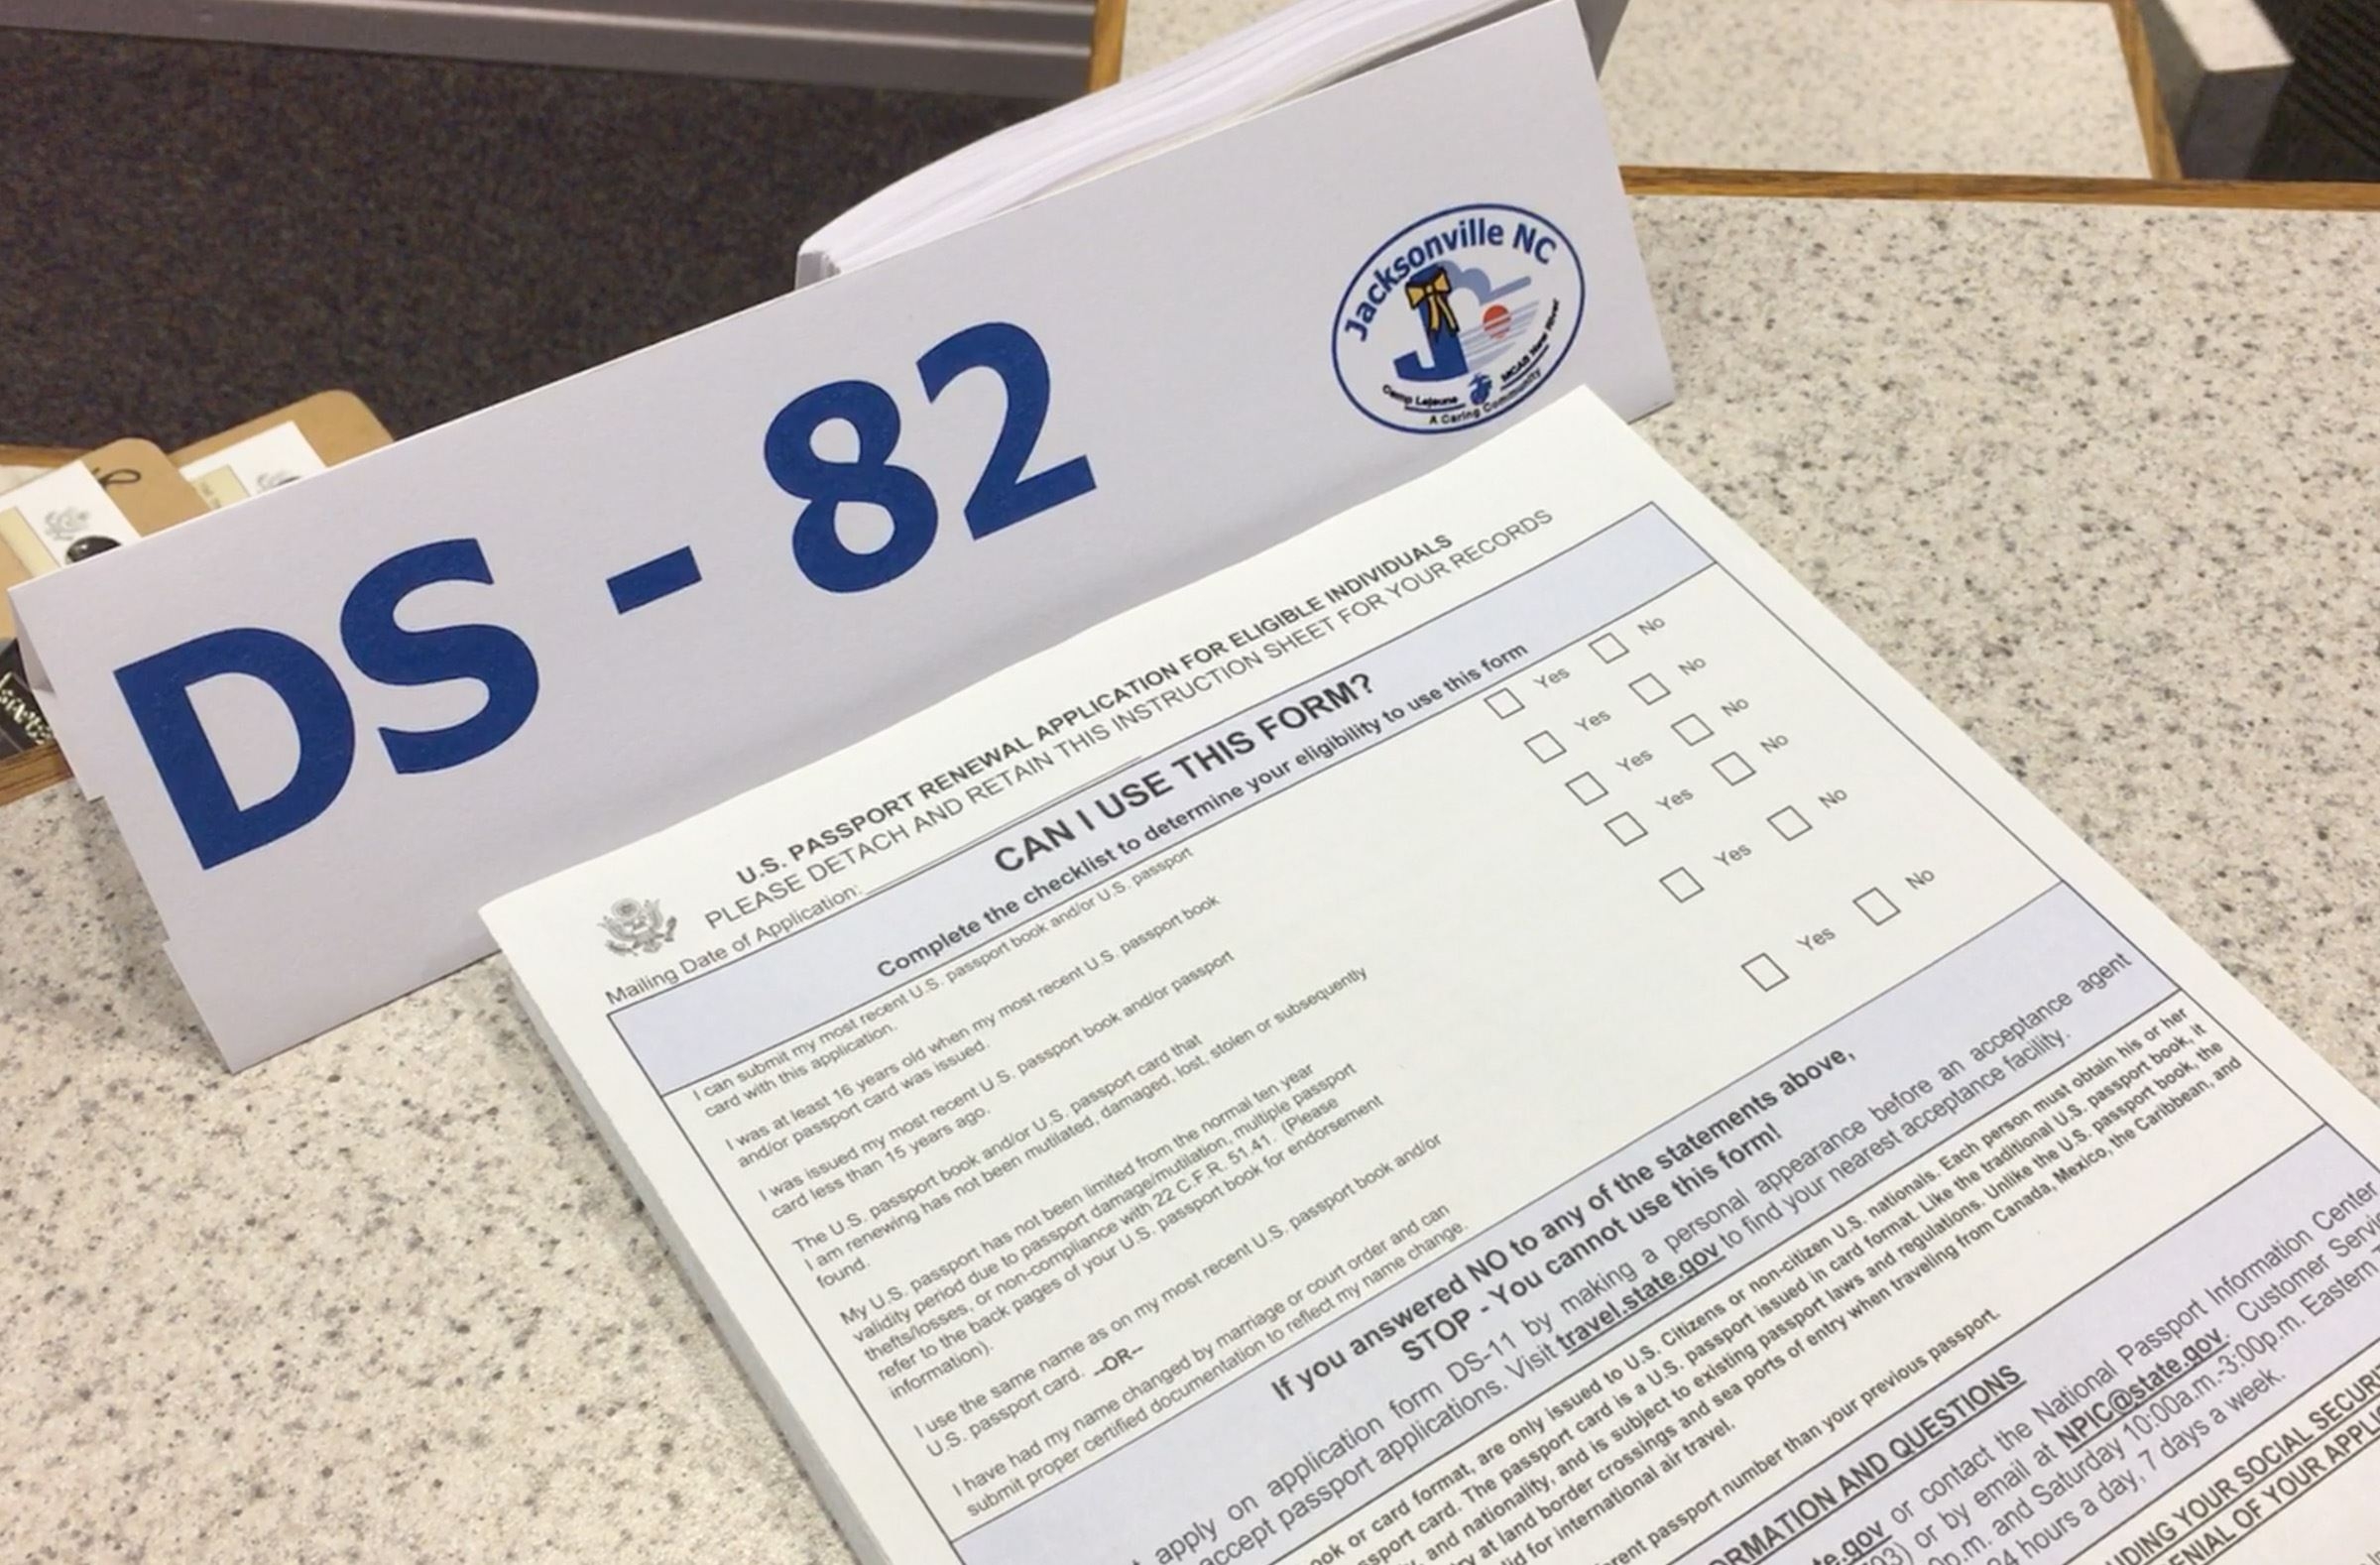 DS - 82
Jacksonville NC
J
Camp Lejeune
MCAS New River
A Caring Community
U.S. PASSPORT RENEWAL APPLICATION FOR ELIGIBLE INDIVIDUALS
PLEASE DETACH AND RETAIN THIS INSTRUCTION SHEET FOR YOUR RECORDS
Mailing Date of Application:
CAN I USE THIS FORM?
Complete the checklist to determine your eligibility to use this form
I can submit my most recent U.S. passport book and/or U.S. passport
card with this application.
Yes No
I was at least 16 years old when my most recent U.S. passport book
and/or passport card was issued.
Yes No
I was issued my most recent U.S. passport book and/or passport
card less than 15 years ago.
Yes No
The U.S. passport book and/or U.S. passport card that
I am renewing has not been mutilated, damaged, lost, stolen or subsequently
found.
Yes No
My U.S. passport has not been limited from the normal ten year
validity period due to passport damage/mutilation, multiple passport
thefts/losses, or non-compliance with 22 C.F.R. 51.41. (Please
refer to the back pages of your U.S. passport book for endorsement
information).
Yes No
I use the same name as on my most recent U.S. passport book and/or
U.S. passport card.
--OR--
I have had my name changed by marriage or court order and can
submit proper certified documentation to reflect my name change.
Yes No
If you answered NO to any of the statements above,
STOP - You cannot use this form!
apply on application form DS-11 by making a personal appearance before an acceptance agent
accept passport applications. Visit travel.state.gov to find your nearest acceptance facility.
book or card format, are only issued to U.S. Citizens or non-citizen U.S. nationals. Each person must obtain his or her
passport card. The passport card is a U.S. passport issued in card format. Like the traditional U.S. passport book, it
and nationality, and is subject to existing passport laws and regulations. Unlike the U.S. passport book, the
at land border crossings and sea ports of entry when traveling from Canada, Mexico, the Caribbean, and
for international air travel.
passport number than your previous passport.
AND QUESTIONS
or contact the National Passport Information Center
or by email at NPIC@state.gov. Customer
and Saturday 10:00a.m.-3:00p.m. Eastern
24 hours a day, 7 days a week.
YOUR SOCIAL
OF YOUR